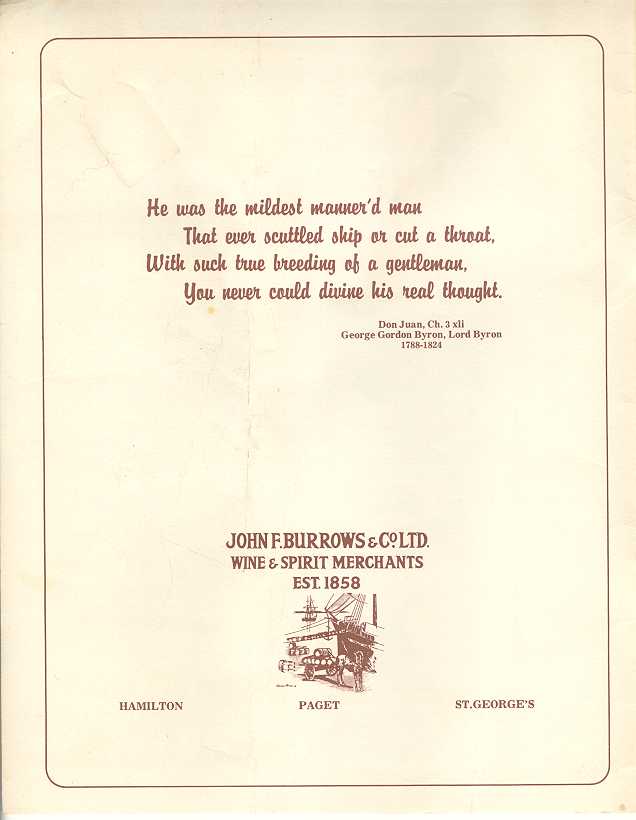 He was the mildest manner'd man
That ever scuttled ship or cut a throat,
With such true breeding of a gentleman,
You never could divine his real thought.
Don Juan, Ch. 3 xli
George Gordon Byron, Lord Byron
1788-1824
JOHN F. BURROWS & CO. LTD.
WINE & SPIRIT MERCHANTS
EST. 1858
HAMILTON PAGET ST. GEORGE'S